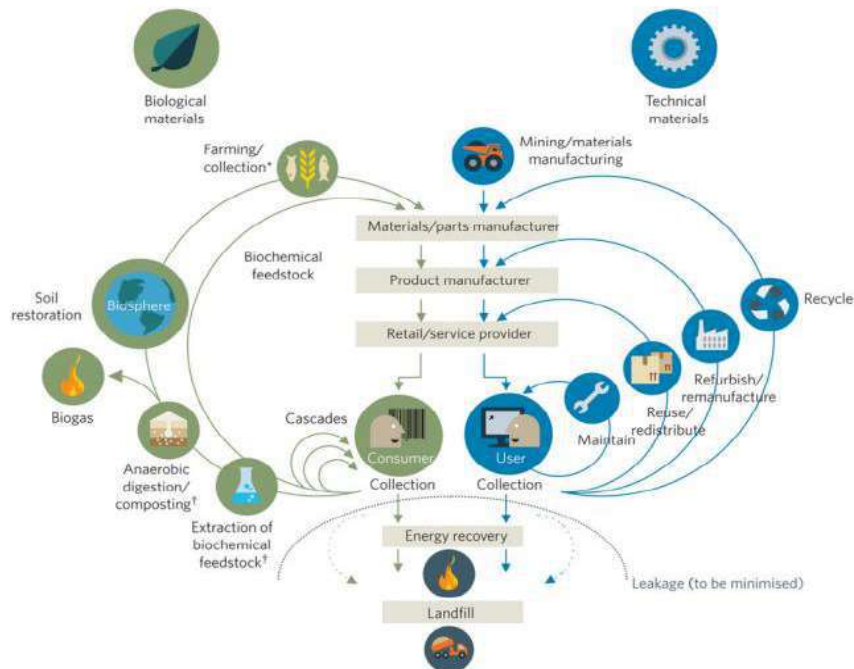 Biological
materials
Technical
materials
Farming/
collection*
Mining/materials
manufacturing
Materials/parts manufacturer
Biochemical
feedstock
Product manufacturer
Soil
restoration
Biosphere
Recycle
Retail/service provider
Refurbish/
remanufacture
Biogas
Cascades
Reuse/
redistribute
Maintain
Consumer
User
Anaerobic
digestion/
composting†
Collection
Collection
Extraction of
biochemical
feedstock†
Energy recovery
Leakage (to be minimised)
Landfill